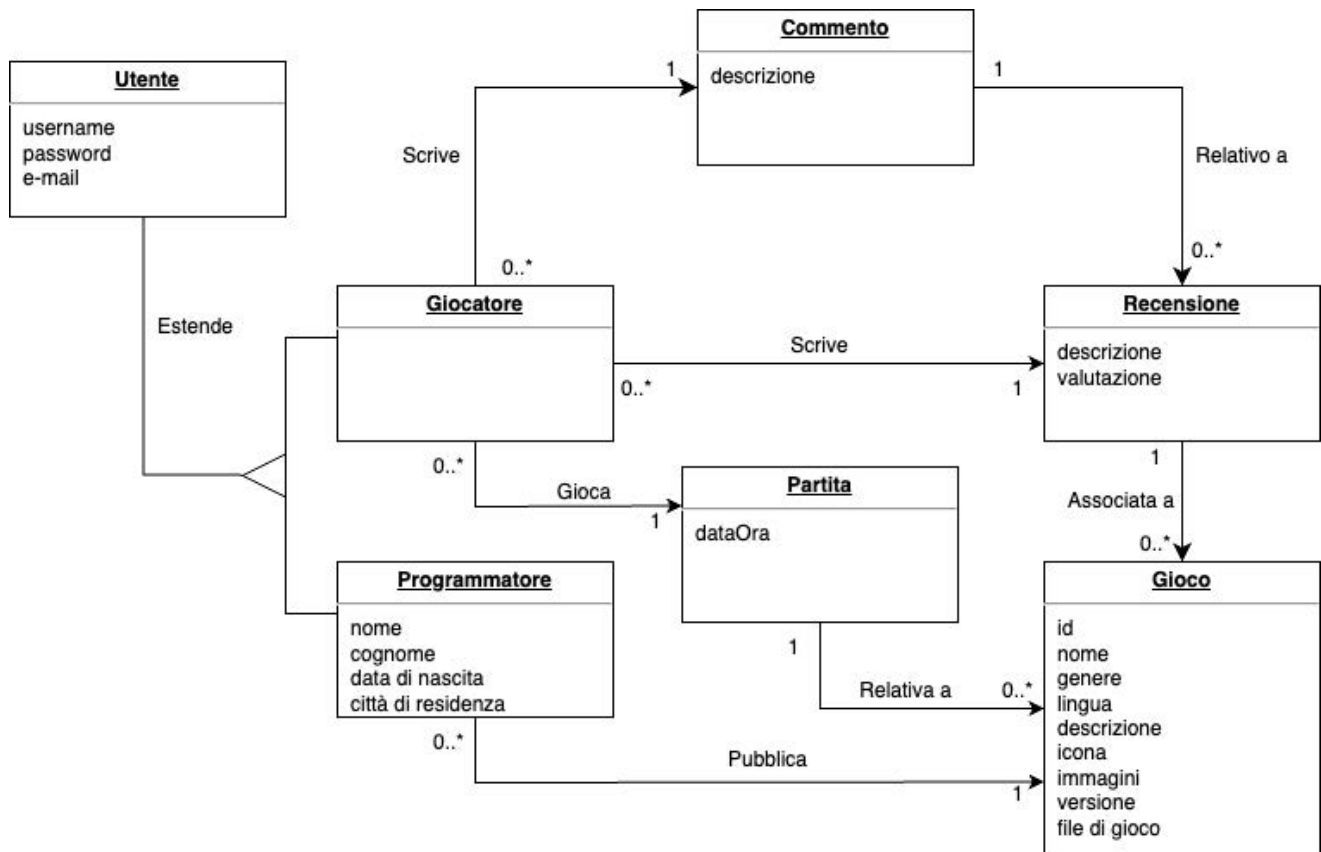 Commento
descrizione
1
1
Utente
username
password
e-mail
Scrive
Relativo a
0..*
0..*
Estende
Giocatore
Scrive
0..*
1
Recensione
descrizione
valutazione
0..*
Gioca
1
Partita
dataOra
1
Associata a
0..*
Programmatore
nome
cognome
data di nascita
città di residenza
1
Relativa a
0..*
0..*
Pubblica
1
Gioco
id
nome
genere
lingua
descrizione
icona
immagini
versione
file di gioco